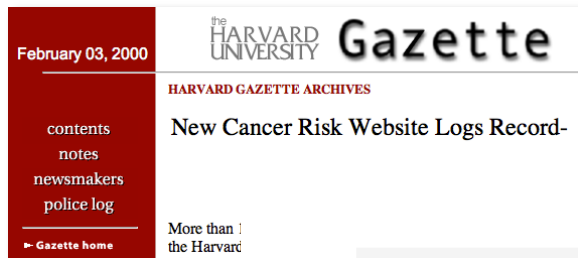 February 03, 2000
the
HARVARD
UNIVERSITY
Gazette
HARVARD GAZETTE ARCHIVES
contents
notes
newsmakers
police log
Gazette home
New Cancer Risk Website Logs Record-
More than
the Harvard